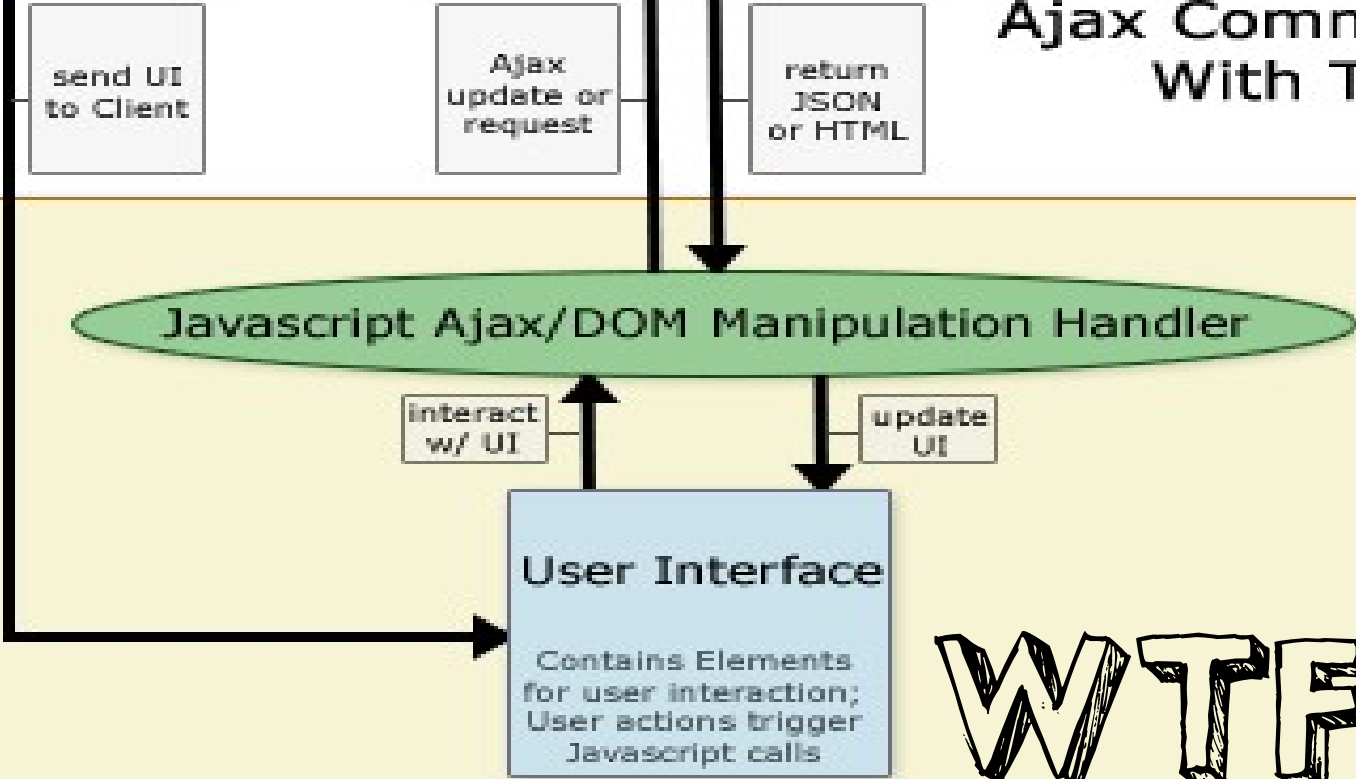 Ajax Comm
With T
send UI
to Client
Ajax
update or
request
return
JSON
or HTML
Javascript Ajax/DOM Manipulation Handler
interact
w/ UI
update
UI
User Interface
Contains Elements
for user interaction;
User actions trigger
Javascript calls
WTF